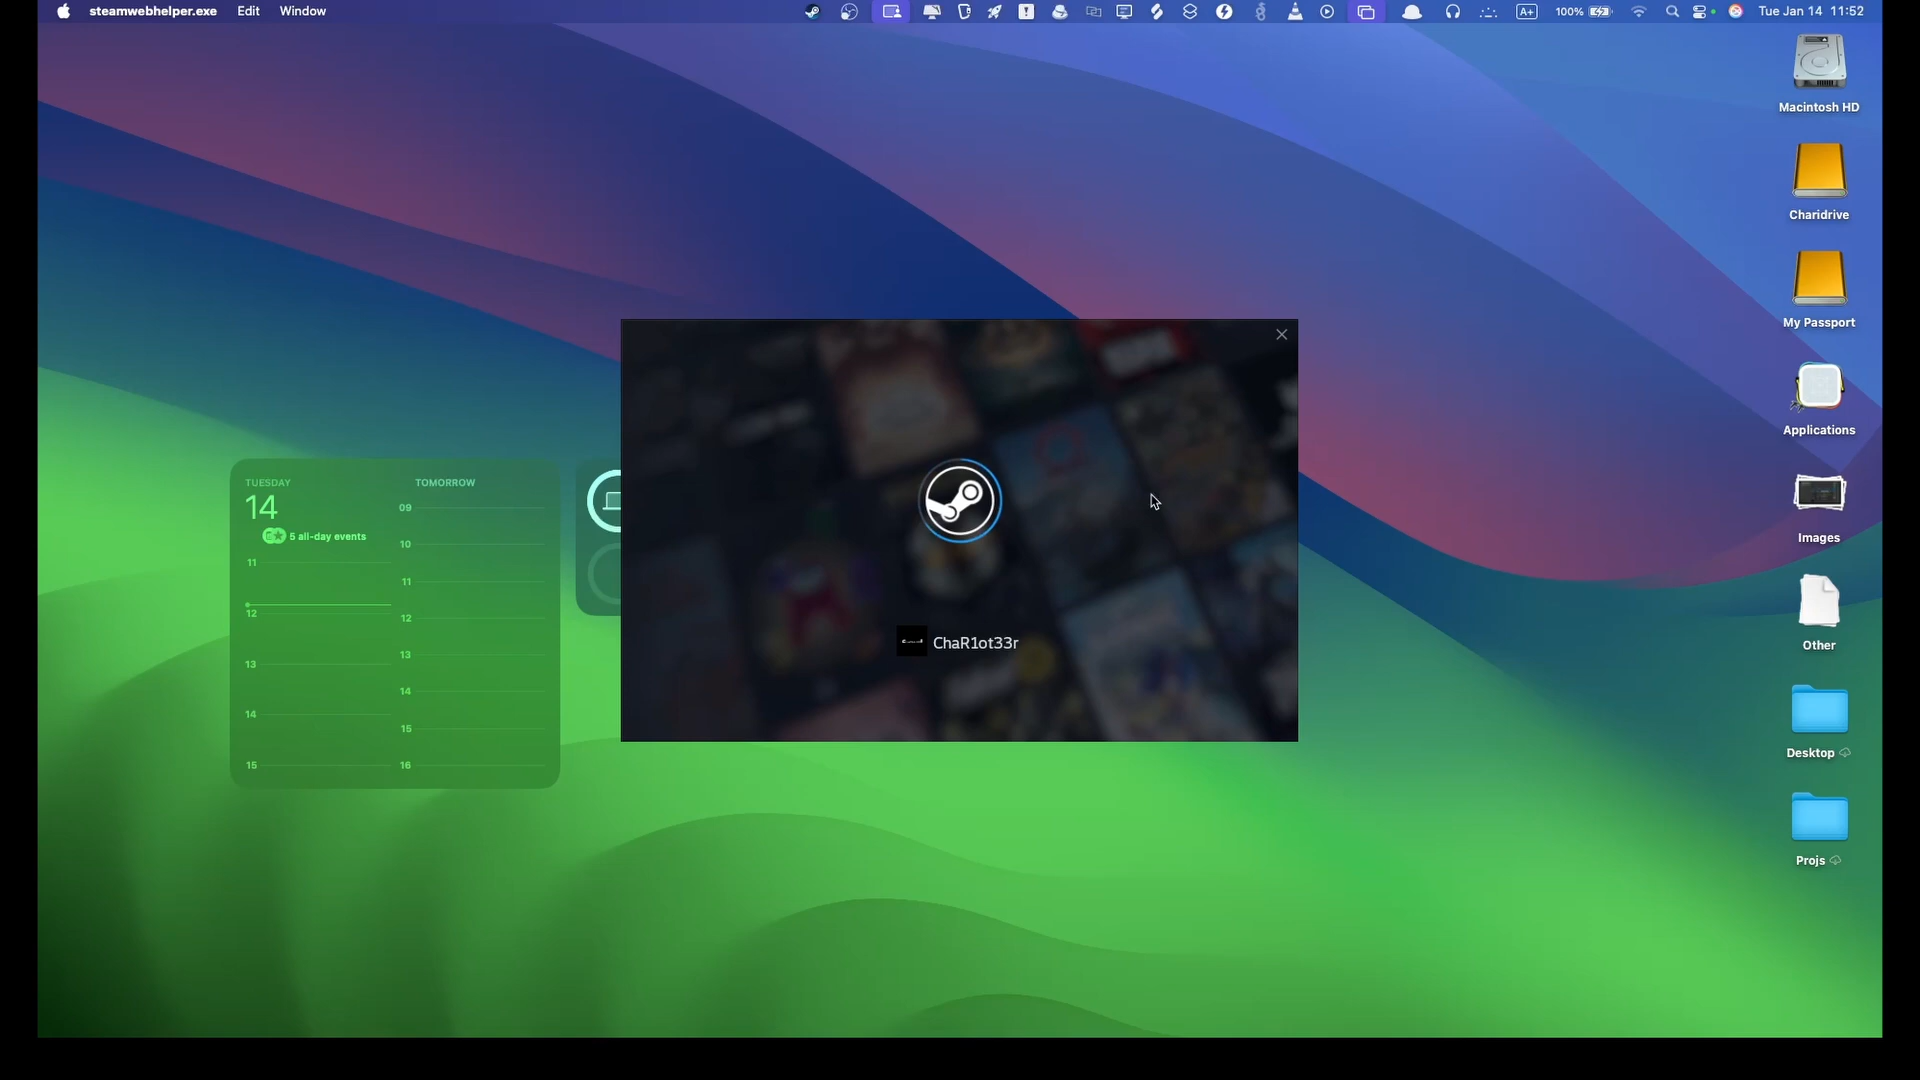 steamwebhelper.exe Edit Window
A+ 100% Tue Jan 14 11:52
Macintosh HD
Charidrive
My Passport
Applications
Images
Other
Desktop
Projs
TUESDAY
14
5 all-day events
11
12
13
14
15
TOMORROW
09
10
11
12
13
14
15
16
ChaR1ot33r